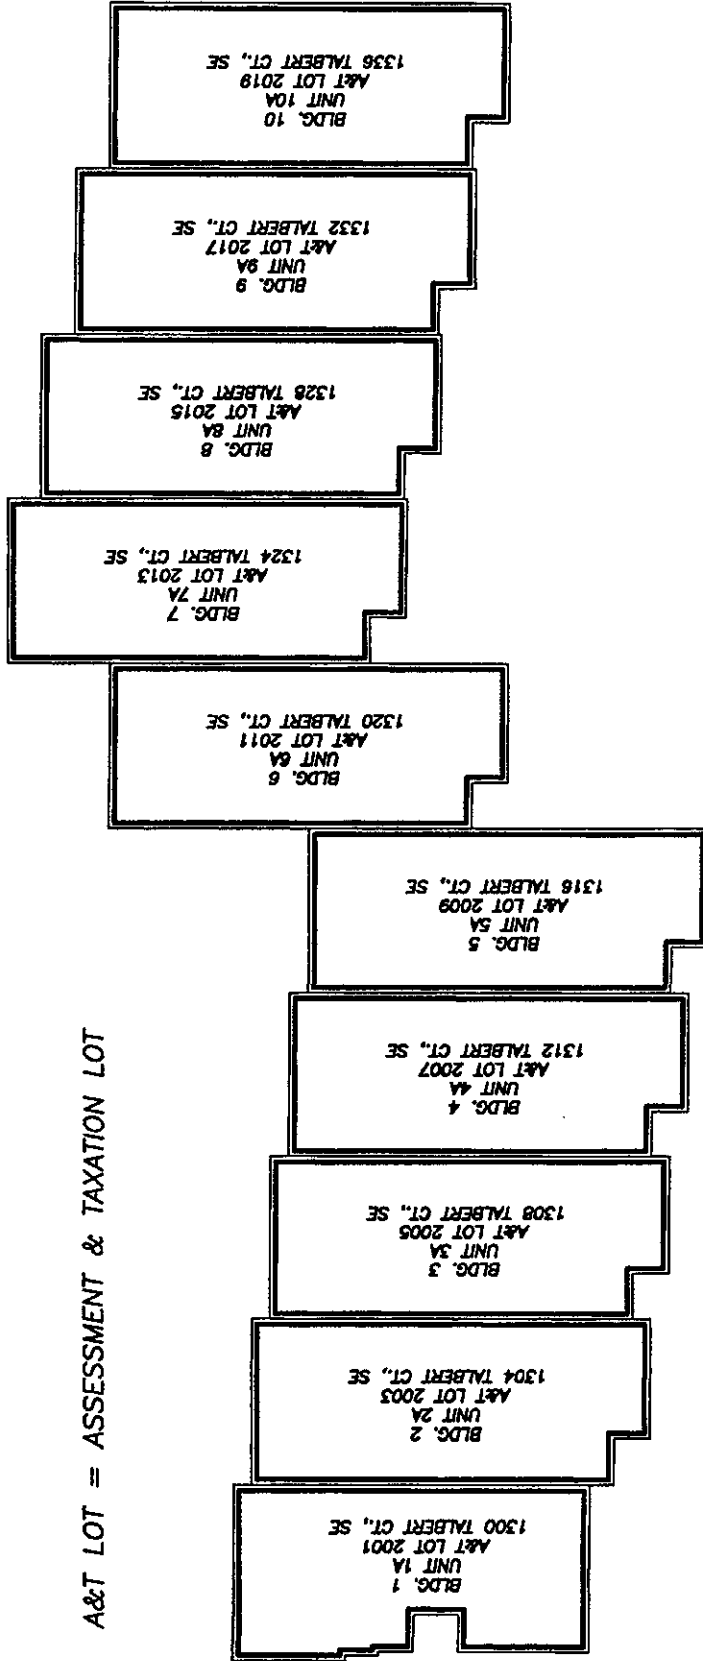 BLDG. 1
UNIT 1A
A&T LOT 2001
1300 TALBERT CT., SE
BLDG. 2
UNIT 2A
A&T LOT 2003
1304 TALBERT CT., SE
BLDG. 3
UNIT 3A
A&T LOT 2005
1308 TALBERT CT., SE
BLDG. 4
UNIT 4A
A&T LOT 2007
1312 TALBERT CT., SE
BLDG. 5
UNIT 5A
A&T LOT 2009
1316 TALBERT CT., SE
BLDG. 6
UNIT 6A
A&T LOT 2011
1320 TALBERT CT., SE
BLDG. 7
UNIT 7A
A&T LOT 2013
1324 TALBERT CT., SE
BLDG. 8
UNIT 8A
A&T LOT 2015
1328 TALBERT CT., SE
BLDG. 9
UNIT 9A
A&T LOT 2017
1332 TALBERT CT., SE
BLDG. 10
UNIT 10A
A&T LOT 2019
1336 TALBERT CT., SE
A&T LOT = ASSESSMENT & TAXATION LOT